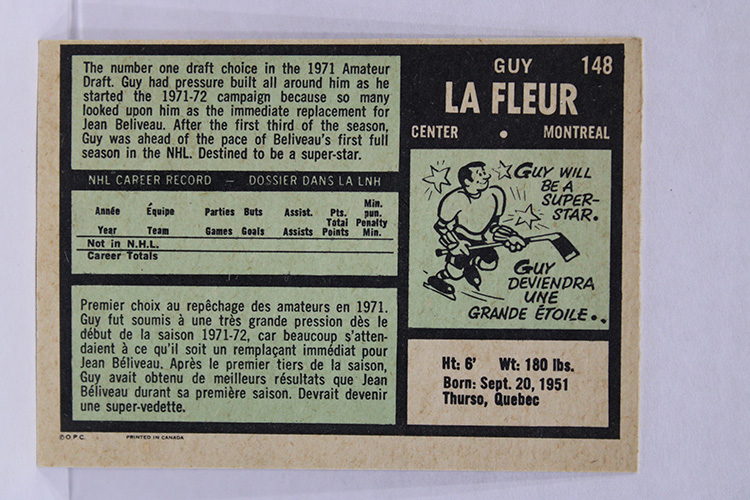 The number one draft choice in the 1971 Amateur
Draft. Guy had pressure built all around him as he
started the 1971-72 campaign because so many
looked upon him as the immediate replacement for
Jean Beliveau. After the first third of the season,
Guy was ahead of the pace of Beliveau's first full
season in the NHL. Destined to be a super-star.
NHL CAREER RECORD — DOSSIER DANS LA LNH
Année Équipe Parties Buts Assist. Pts. Total Points Min. pun. Penalty Min.
Year Team Games Goals Assists
Not in N.H.L.
Career Totals
Premier choix au repêchage des amateurs en 1971.
Guy fut soumis à une très grande pression dès le
début de la saison 1971-72, car beaucoup s'atten-
daient à ce qu'il soit un remplaçant immédiat pour
Jean Béliveau. Après le premier tiers de la saison,
Guy avait obtenu de meilleurs résultats que Jean
Béliveau durant sa première saison. Devrait devenir
une super-vedette.
©O.P.C. PRINTED IN CANADA
GUY 148
LA FLEUR
CENTER • MONTREAL
GUY WILL
BE A
SUPER-
STAR.
GUY
DEVIENDRA
UNE
GRANDE ÉTOILE..
Ht: 6' Wt: 180 lbs.
Born: Sept. 20, 1951
Thurso, Quebec